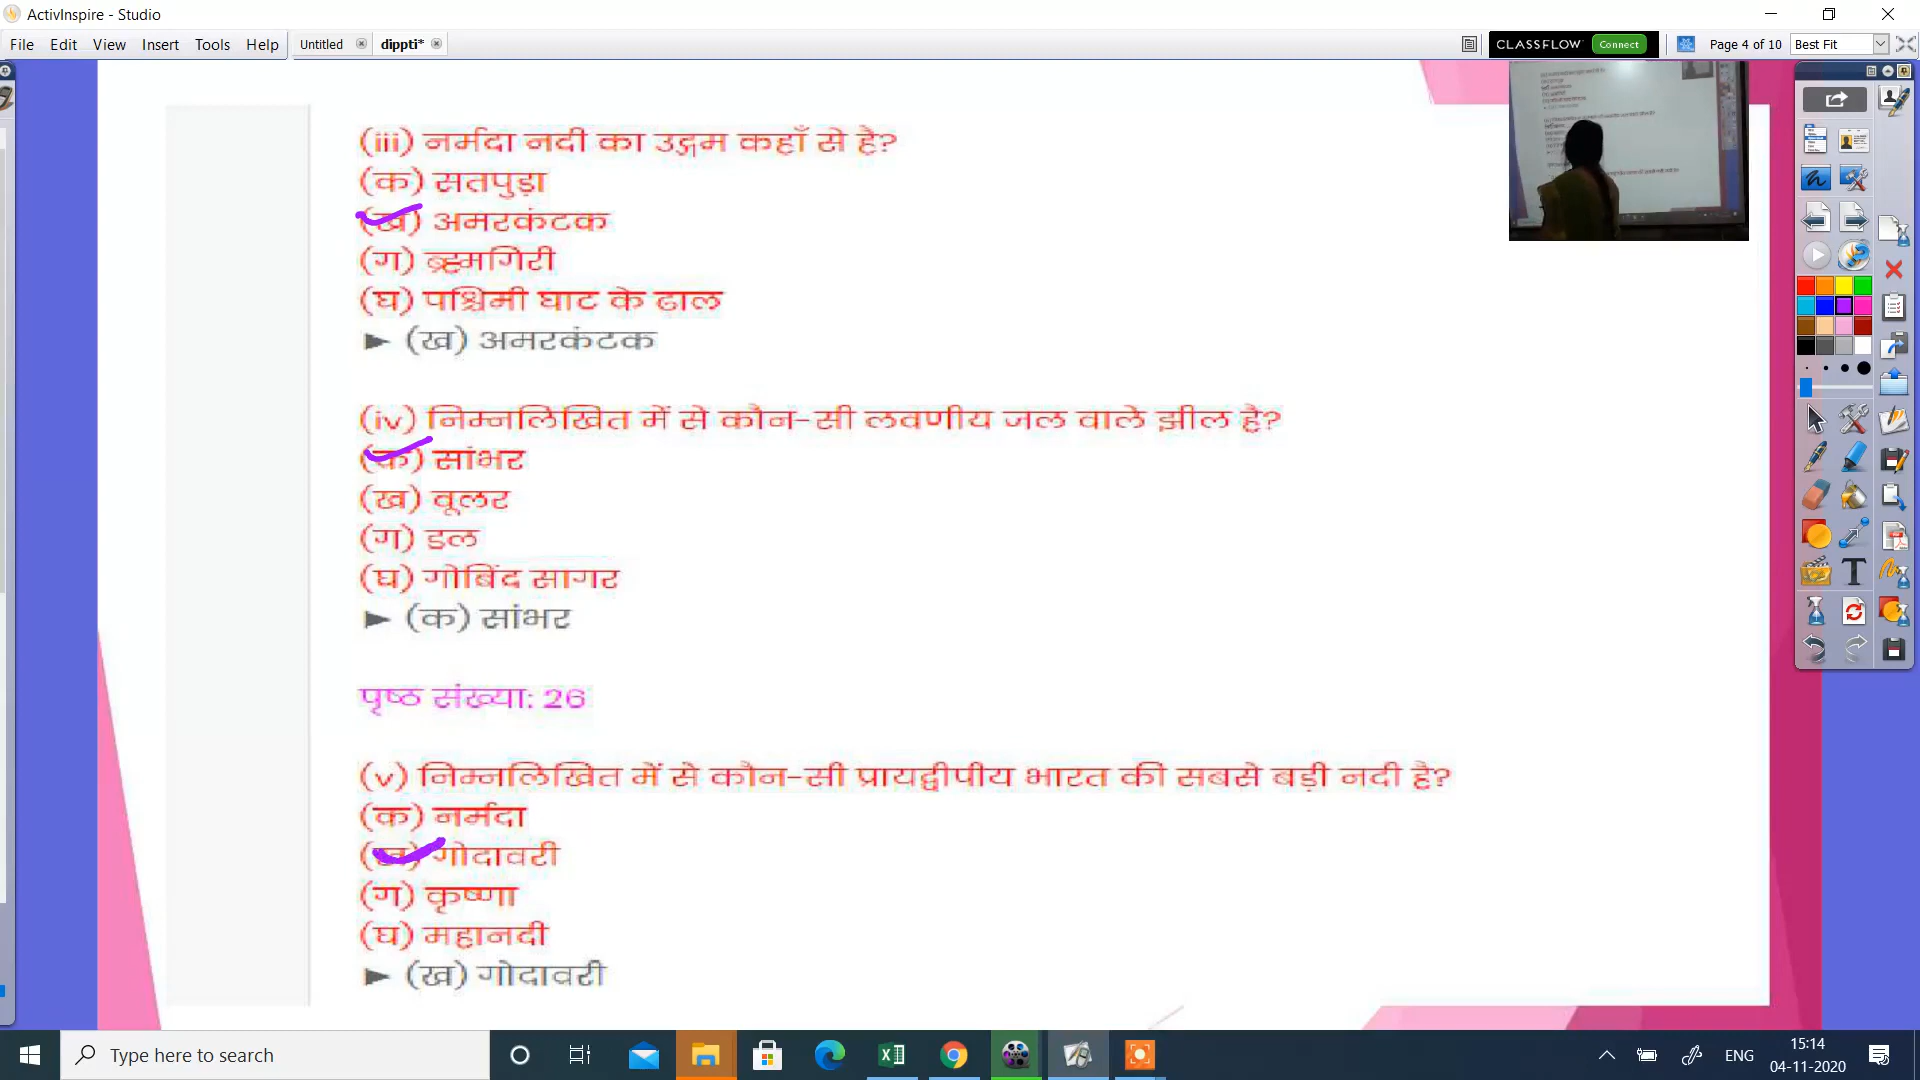 ActivInspire - Studio
File Edit View Insert Tools Help Untitled dippti* CLASSFLOW Connect Page 4 of 10 Best Fit
(iii) नर्मदा नदी का उद्गम कहाँ से है?
(क) सतपुड़ा
(ख) अमरकंटक
(ग) ब्रह्मगिरी
(घ) पश्चिमी घाट के ढाल
► (ख) अमरकंटक
(iv) निम्नलिखित में से कौन-सी लवणीय जल वाले झील है?
(क) सांभर
(ख) वूलर
(ग) डल
(घ) गोबिंद सागर
► (क) सांभर
पृष्ठ संख्या: 26
(v) निम्नलिखित में से कौन-सी प्रायद्वीपीय भारत की सबसे बड़ी नदी है?
(क) नर्मदा
(ख) गोदावरी
(ग) कृष्णा
(घ) महानदी
► (ख) गोदावरी
Type here to search
ENG
15:14
04-11-2020